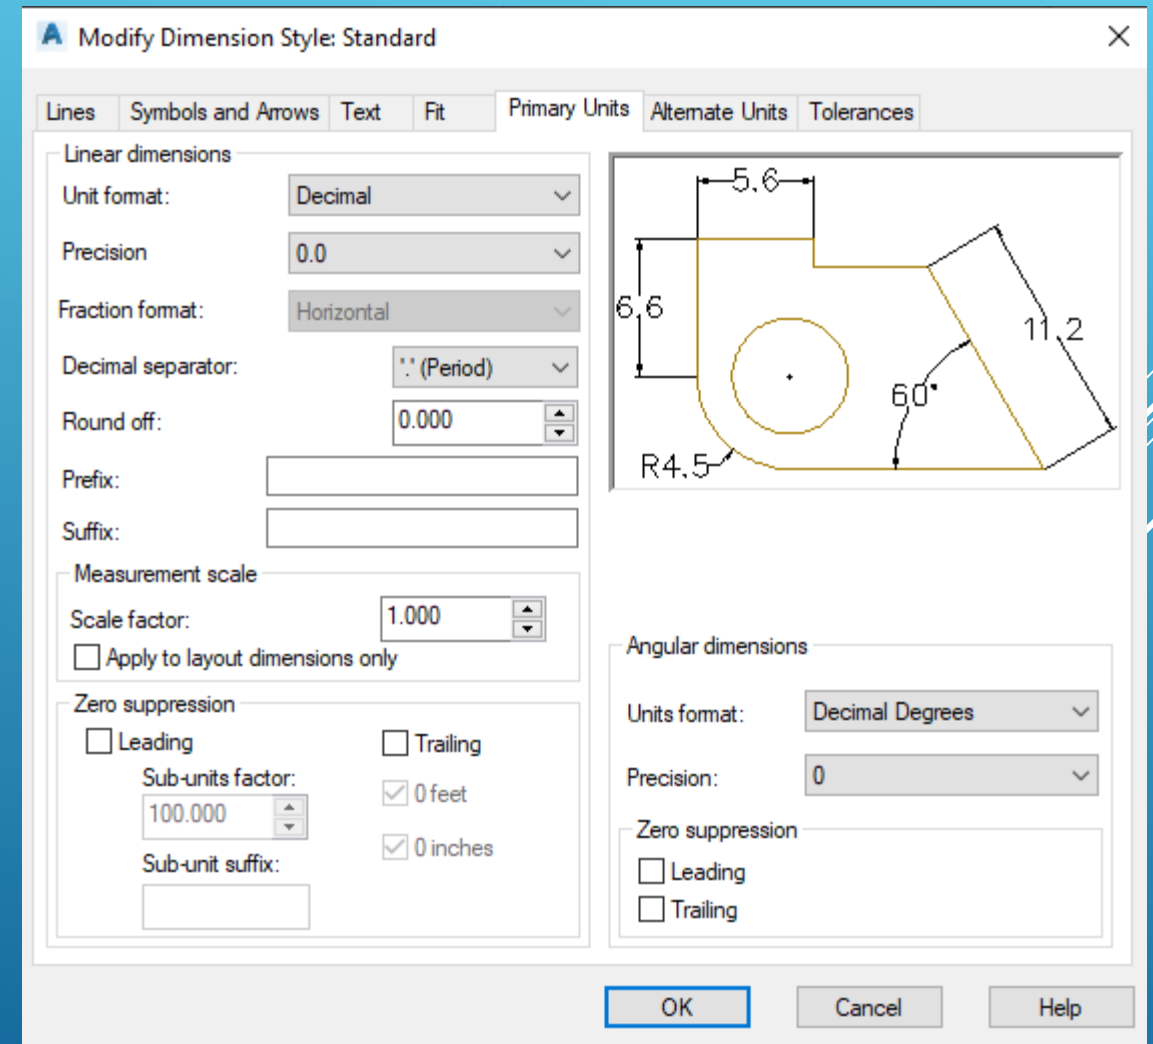 Modify Dimension Style: Standard
Lines Symbols and Arrows Text Fit Primary Units Alternate Units Tolerances
Linear dimensions
Unit format: Decimal
Precision 0.0
Fraction format: Horizontal
Decimal separator: '.' (Period)
Round off: 0.000
Prefix:
Suffix:
Measurement scale
Scale factor: 1.000
Apply to layout dimensions only
Zero suppression
Leading Trailing
Sub-units factor: 0 feet
100.000
0 inches
Sub-unit suffix:
5.6
6.6
11.2
60°
R4.5
Angular dimensions
Units format: Decimal Degrees
Precision: 0
Zero suppression
Leading
Trailing
OK Cancel Help